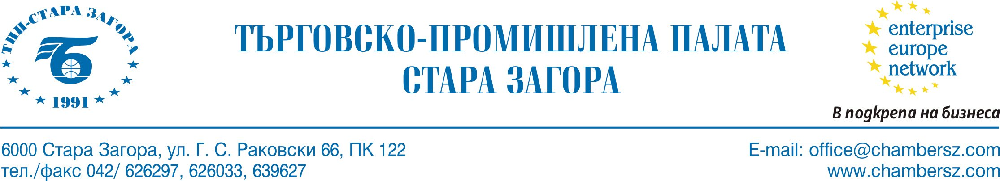 ТПП-СТАРА ЗАГОРА
1991
ТЪРГОВСКО-ПРОМИШЛЕНА ПАЛАТА
СТАРА ЗАГОРА
enterprise
europe
network
В подкрепа на бизнеса
6000 Стара Загора, ул. Г. С. Раковски 66, ПК 122
тел./факс 042/ 626297, 626033, 639627
E-mail: office@chambersz.com
www.chambersz.com